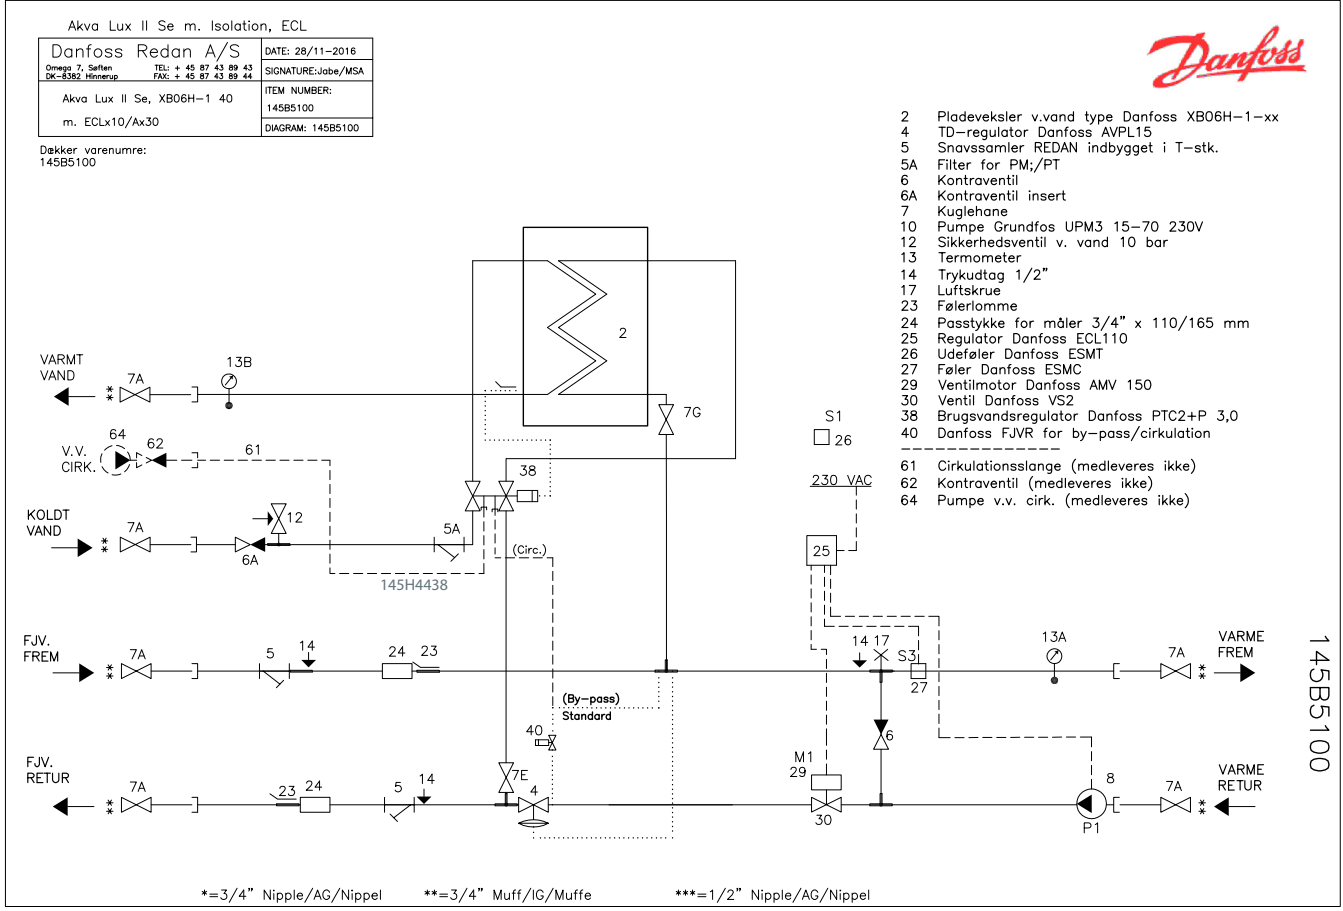 Akva Lux II Se m. Isolation, ECL
Danfoss Redan A/S
Omega 7, Søften TEL: + 45 87 43 89 43
DK-8382 Hinnerup FAX: + 45 87 43 89 44
DATE: 28/11-2016
SIGNATURE:Jabe/MSA
Akva Lux II Se, XB06H-1 40
m. ECLx10/Ax30
ITEM NUMBER:
145B5100
DIAGRAM: 145B5100
Dækker varenumre:
145B5100
Danfoss
2 Pladeveksler v.vand type Danfoss XB06H-1-xx
4 TD-regulator Danfoss AVPL15
5 Snavssamler REDAN indbygget i T-stk.
5A Filter for PM;/PT
6 Kontraventil
6A Kontraventil insert
7 Kuglehane
10 Pumpe Grundfos UPM3 15-70 230V
12 Sikkerhedsventil v. vand 10 bar
13 Termometer
14 Trykudtag 1/2"
17 Luftskrue
23 Følerlomme
24 Passtykke for måler 3/4" x 110/165 mm
25 Regulator Danfoss ECL110
26 Udeføler Danfoss ESMT
27 Føler Danfoss ESMC
29 Ventilmotor Danfoss AMV 150
30 Ventil Danfoss VS2
38 Brugsvandsregulator Danfoss PTC2+P 3,0
40 Danfoss FJVR for by-pass/cirkulation
61 Cirkulationsslange (medleveres ikke)
62 Kontraventil (medleveres ikke)
64 Pumpe v.v. cirk. (medleveres ikke)
2
VARMT
VAND
**
7A
13B
7G
S1
26
64
62
V.V.
CIRK.
61
38
230 VAC
KOLDT
VAND
**
7A
6A
12
5A
(Circ.)
25
145H4438
FJV.
FREM
**
7A
5
14
24
23
14
17
S3
27
13A
7A
**
VARME
FREM
(By-pass)
Standard
40
6
M1
29
FJV.
RETUR
**
7A
23
24
5
14
7E
4
30
8
P1
7A
**
VARME
RETUR
145B5100
*=3/4" Nipple/AG/Nippel **=3/4" Muff/IG/Muffe ***=1/2" Nipple/AG/Nippel